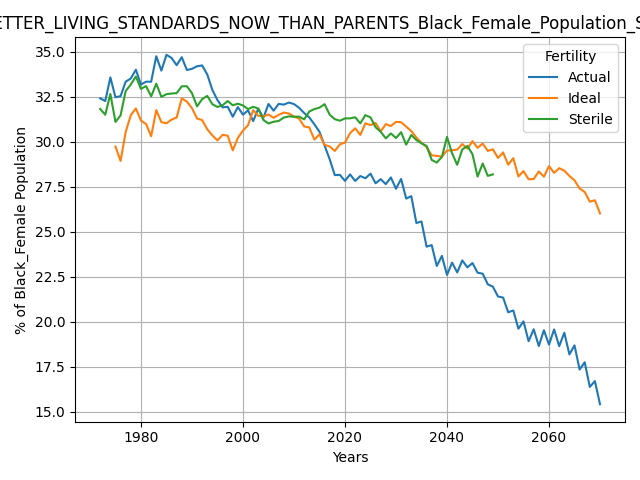 ETTER_LIVING_STANDARDS_NOW_THAN_PARENTS_Black_Female_Population_S
35.0
32.5
30.0
27.5
25.0
22.5
20.0
17.5
15.0
% of Black_Female Population
1980
2000
2020
2040
2060
Years
Fertility
Actual
Ideal
Sterile